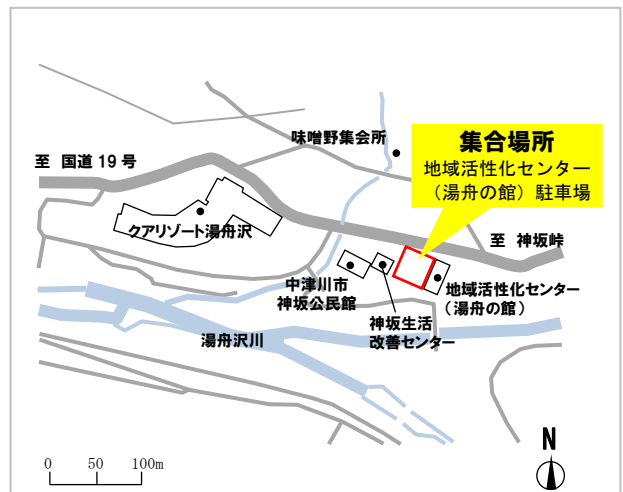 味噌野集会所
集合場所
地域活性化センター
（湯舟の館）駐車場
至 国道 19 号
クアリゾート湯舟沢
至 神坂峠
中津川市
神坂公民館
地域活性化センター
（湯舟の館）
神坂生活
改善センター
湯舟沢川
N
0 50 100m